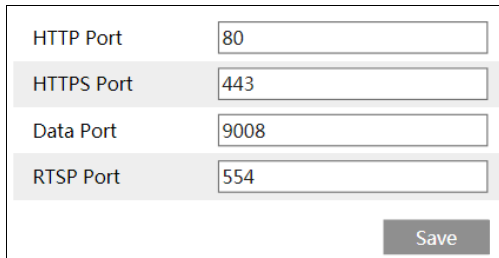 HTTP Port 80
HTTPS Port 443
Data Port 9008
RTSP Port 554
Save